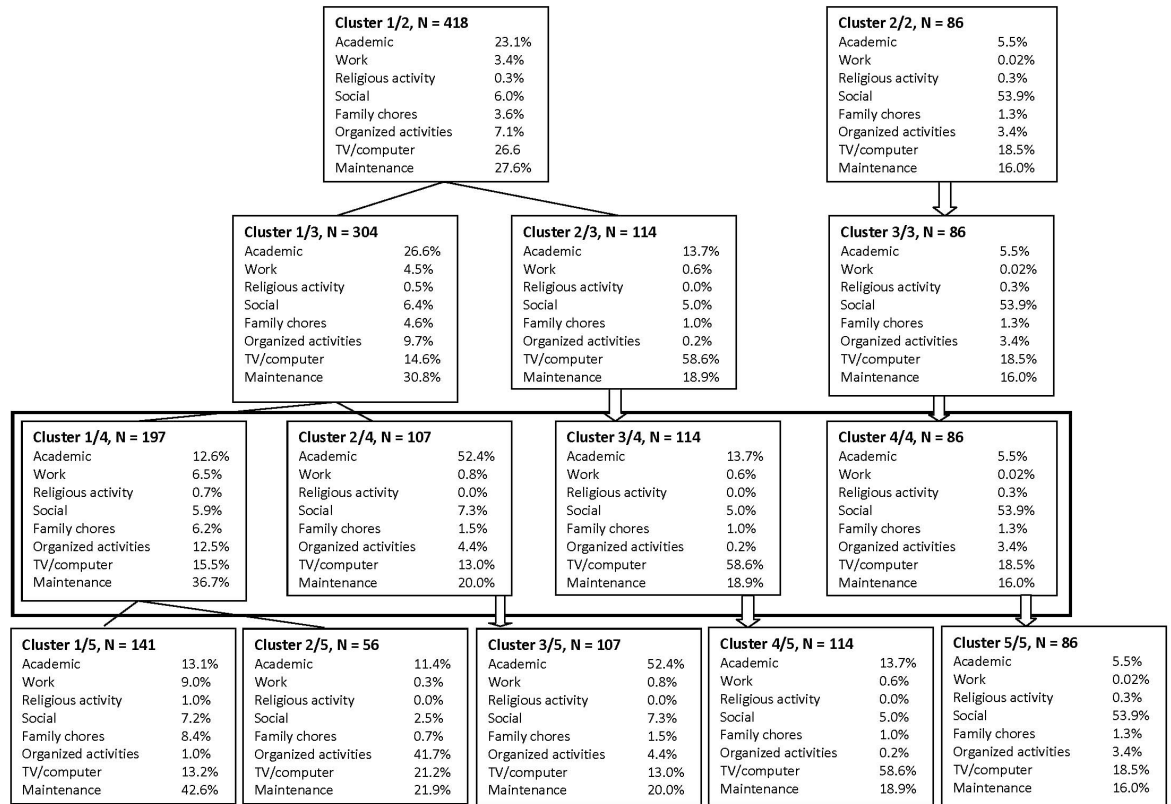 Cluster 1/2, N = 418
Academic 23.1%
Work 3.4%
Religious activity 0.3%
Social 6.0%
Family chores 3.6%
Organized activities 7.1%
TV/computer 26.6
Maintenance 27.6%
Cluster 2/2, N = 86
Academic 5.5%
Work 0.02%
Religious activity 0.3%
Social 53.9%
Family chores 1.3%
Organized activities 3.4%
TV/computer 18.5%
Maintenance 16.0%
Cluster 1/3, N = 304
Academic 26.6%
Work 4.5%
Religious activity 0.5%
Social 6.4%
Family chores 4.6%
Organized activities 9.7%
TV/computer 14.6%
Maintenance 30.8%
Cluster 2/3, N = 114
Academic 13.7%
Work 0.6%
Religious activity 0.0%
Social 5.0%
Family chores 1.0%
Organized activities 0.2%
TV/computer 58.6%
Maintenance 18.9%
Cluster 3/3, N = 86
Academic 5.5%
Work 0.02%
Religious activity 0.3%
Social 53.9%
Family chores 1.3%
Organized activities 3.4%
TV/computer 18.5%
Maintenance 16.0%
Cluster 1/4, N = 197
Academic 12.6%
Work 6.5%
Religious activity 0.7%
Social 5.9%
Family chores 6.2%
Organized activities 12.5%
TV/computer 15.5%
Maintenance 36.7%
Cluster 2/4, N = 107
Academic 52.4%
Work 0.8%
Religious activity 0.0%
Social 7.3%
Family chores 1.5%
Organized activities 4.4%
TV/computer 13.0%
Maintenance 20.0%
Cluster 3/4, N = 114
Academic 13.7%
Work 0.6%
Religious activity 0.0%
Social 5.0%
Family chores 1.0%
Organized activities 0.2%
TV/computer 58.6%
Maintenance 18.9%
Cluster 4/4, N = 86
Academic 5.5%
Work 0.02%
Religious activity 0.3%
Social 53.9%
Family chores 1.3%
Organized activities 3.4%
TV/computer 18.5%
Maintenance 16.0%
Cluster 1/5, N = 141
Academic 13.1%
Work 9.0%
Religious activity 1.0%
Social 7.2%
Family chores 8.4%
Organized activities 1.0%
TV/computer 13.2%
Maintenance 42.6%
Cluster 2/5, N = 56
Academic 11.4%
Work 0.3%
Religious activity 0.0%
Social 2.5%
Family chores 0.7%
Organized activities 41.7%
TV/computer 21.2%
Maintenance 21.9%
Cluster 3/5, N = 107
Academic 52.4%
Work 0.8%
Religious activity 0.0%
Social 7.3%
Family chores 1.5%
Organized activities 4.4%
TV/computer 13.0%
Maintenance 20.0%
Cluster 4/5, N = 114
Academic 13.7%
Work 0.6%
Religious activity 0.0%
Social 5.0%
Family chores 1.0%
Organized activities 0.2%
TV/computer 58.6%
Maintenance 18.9%
Cluster 5/5, N = 86
Academic 5.5%
Work 0.02%
Religious activity 0.3%
Social 53.9%
Family chores 1.3%
Organized activities 3.4%
TV/computer 18.5%
Maintenance 16.0%